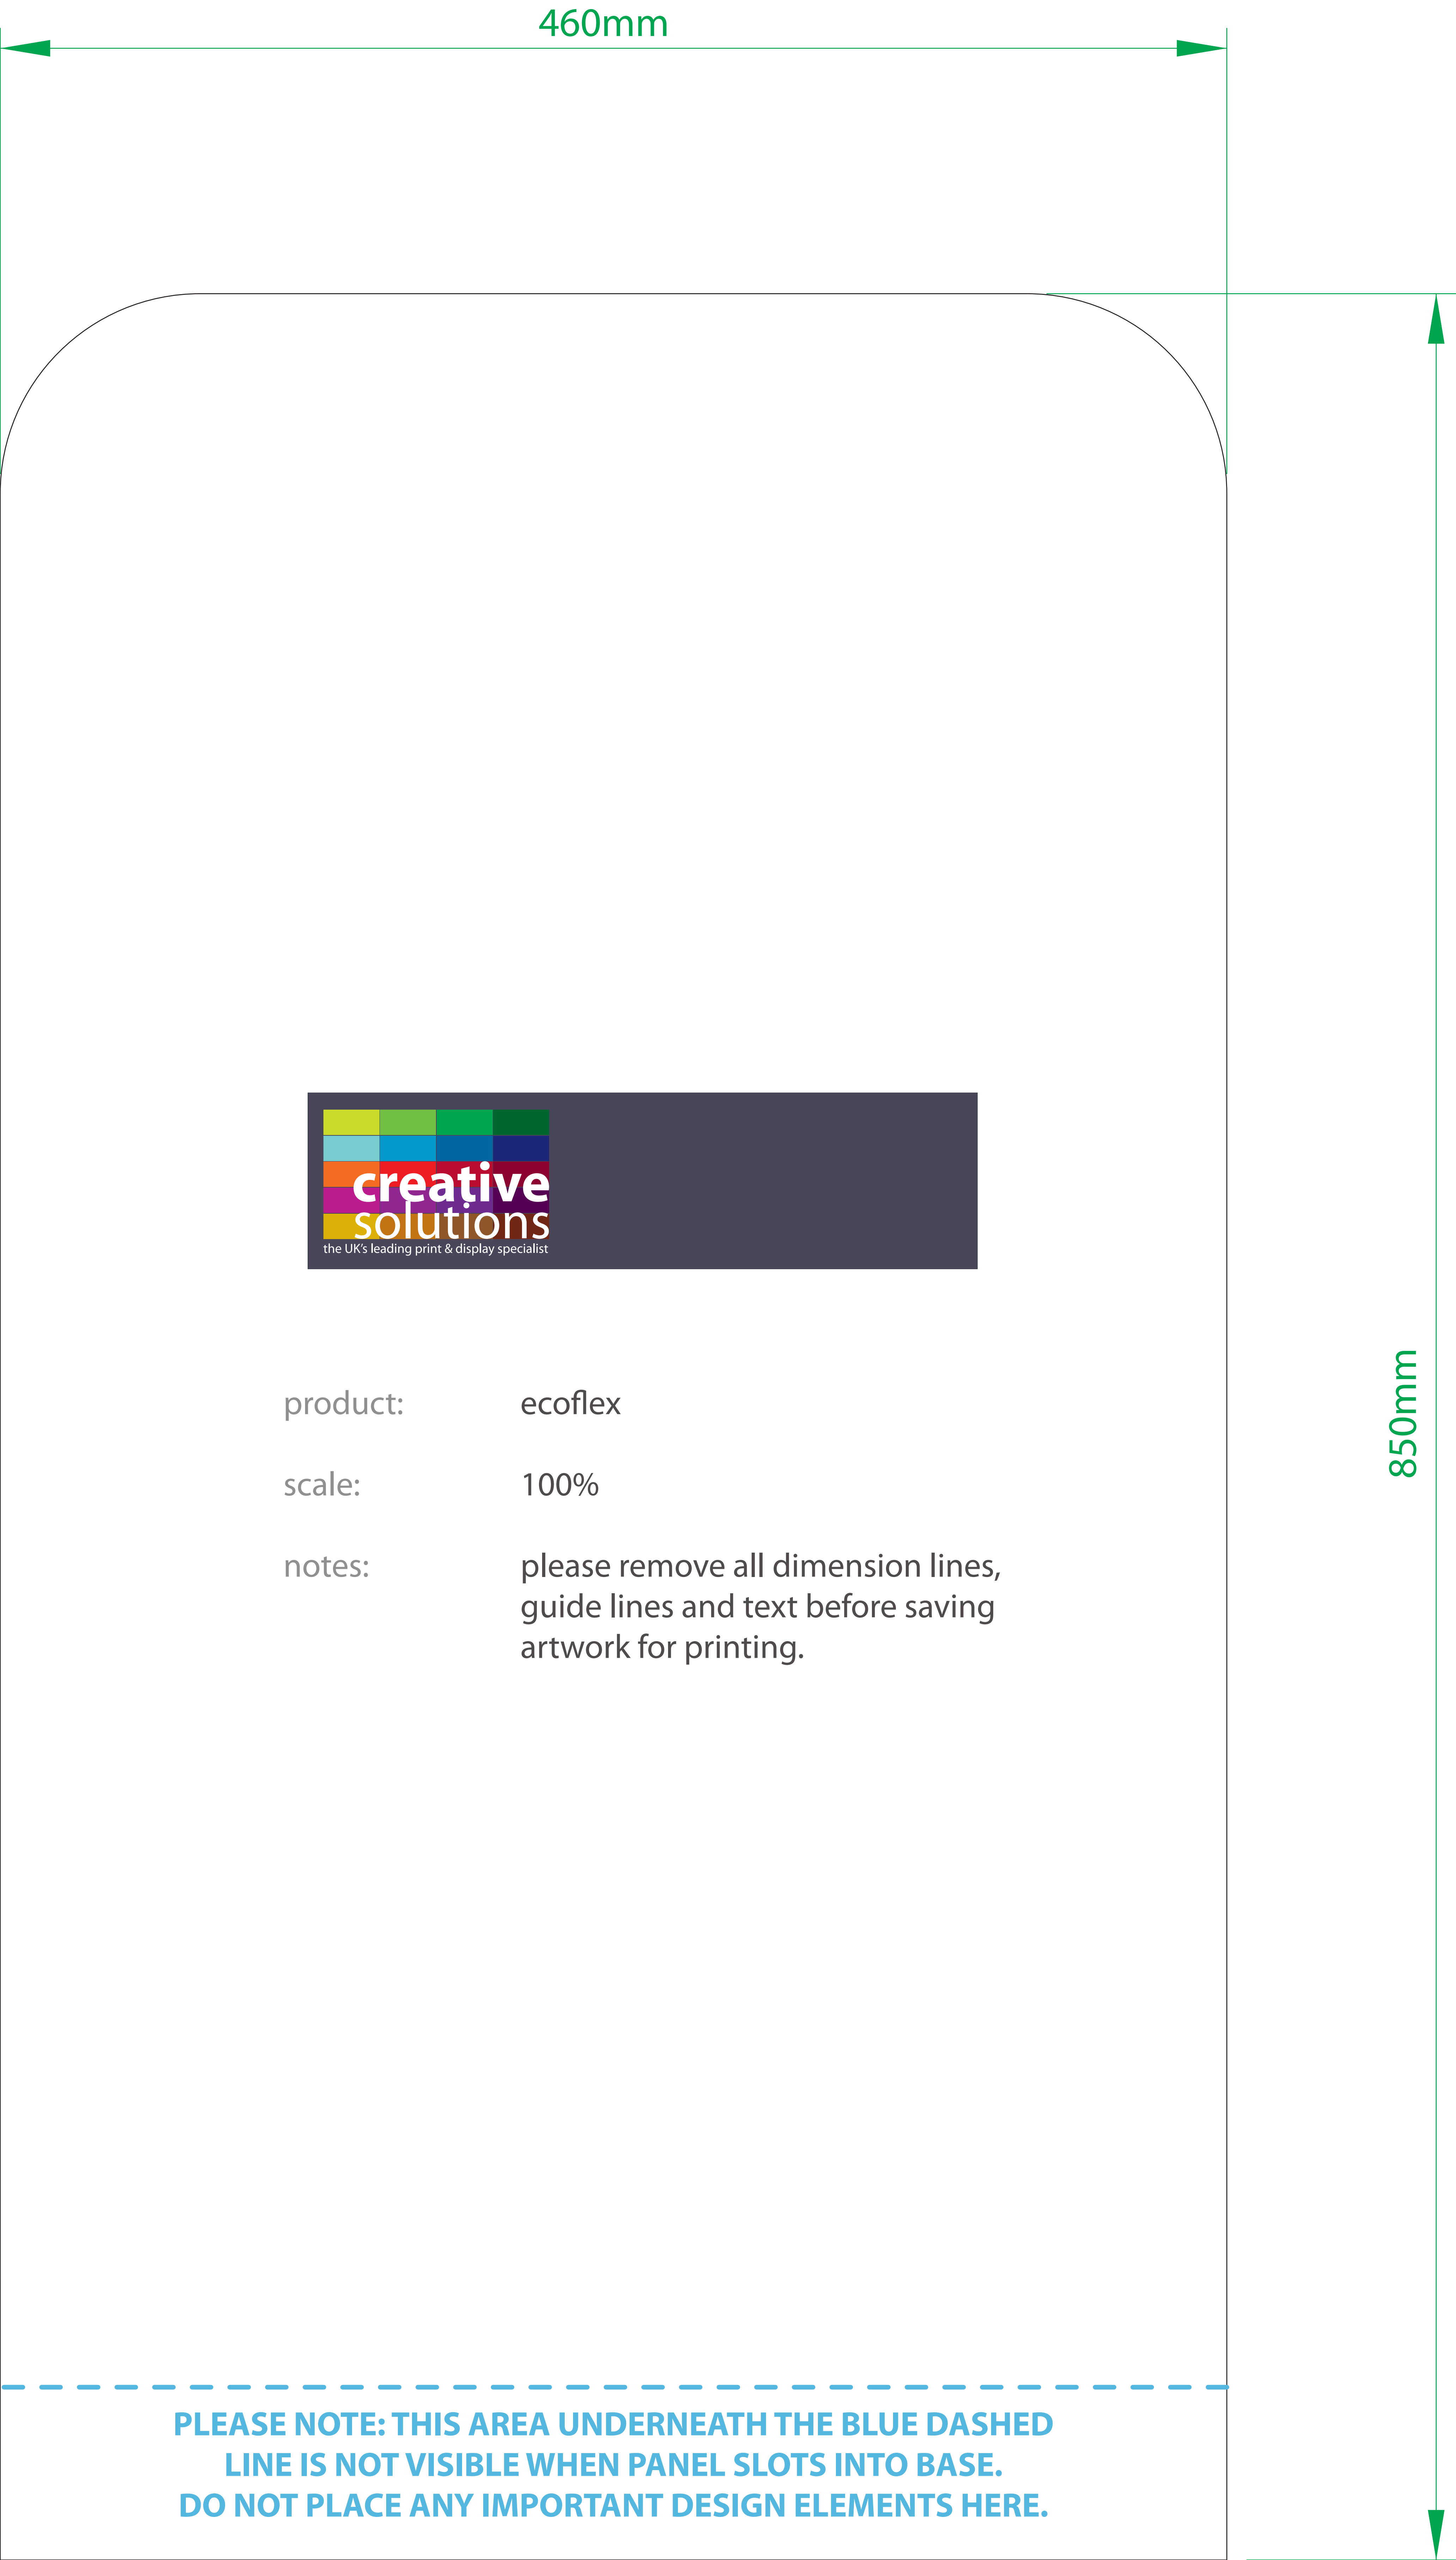 460mm
creative
solutions
the UK's leading print & display specialist
850mm
product: ecoflex
scale: 100%
notes: please remove all dimension lines,
guide lines and text before saving
artwork for printing.
PLEASE NOTE: THIS AREA UNDERNEATH THE BLUE DASHED
LINE IS NOT VISIBLE WHEN PANEL SLOTS INTO BASE.
DO NOT PLACE ANY IMPORTANT DESIGN ELEMENTS HERE.